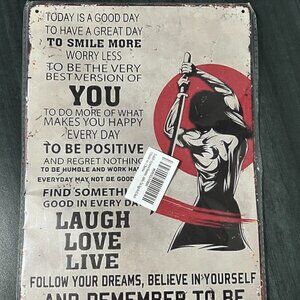 TODAY IS A GOOD DAY
TO HAVE A GREAT DAY
TO SMILE MORE
WORRY LESS
TO BE THE VERY
BEST VERSION OF
YOU
TO DO MORE OF WHAT
MAKES YOU HAPPY
EVERY DAY
TO BE POSITIVE
AND REGRET NOTHING
TO BE HUMBLE AND WORK HA
EVERYDAY MAY NOT BE GOOD
FIND SOMETHI
GOOD IN EVERY DA
LAUGH
LOVE
LIVE
FOLLOW YOUR DREAMS, BELIEVE IN YOURSELF
AND REMEMBER TO BE